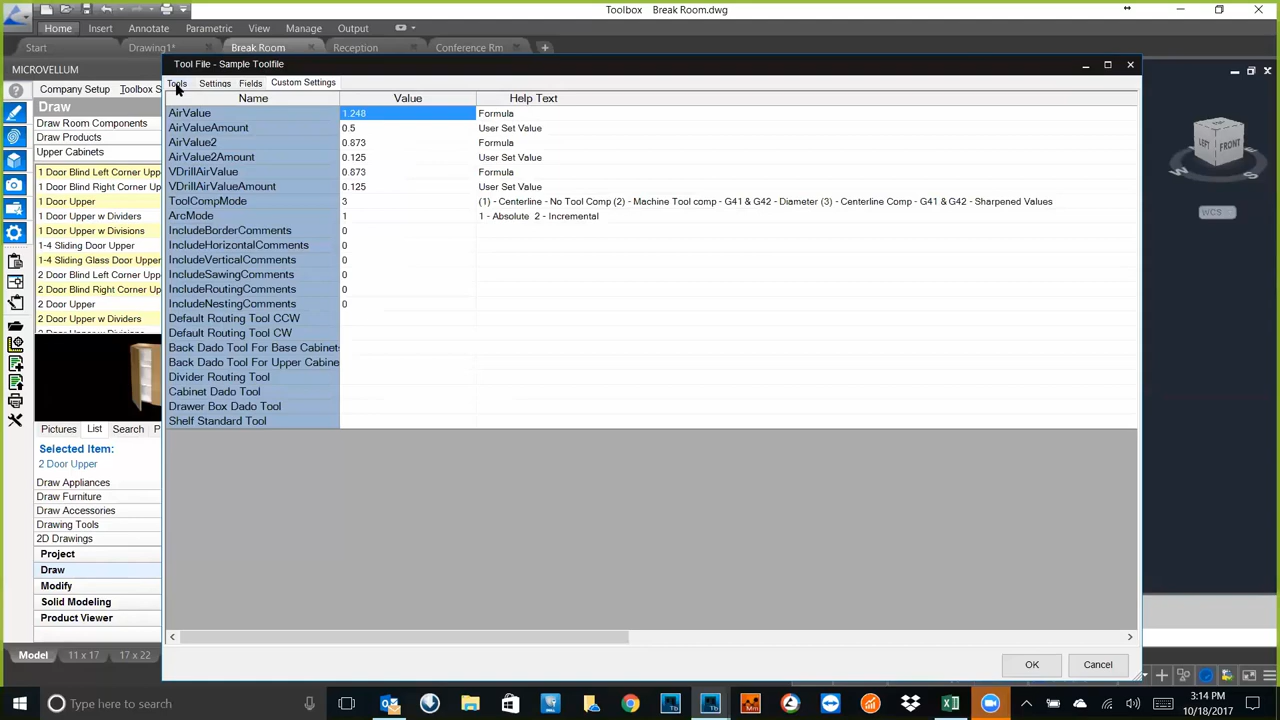 Toolbox Break Room.dwg
Home Insert Annotate Parametric View Manage Output
Start Drawing1* Break Room Reception Conference Rm
MICROVELLUM
Tool File - Sample Toolfile
Company Setup Toolbox S
Tools Settings Fields Custom Settings
Draw
Draw Room Components
Draw Products
Upper Cabinets
1 Door Blind Left Corner Uppe
1 Door Blind Right Corner Upp
1 Door Upper
1 Door Upper w Dividers
1 Door Upper w Divisions
1-4 Sliding Door Upper
1-4 Sliding Glass Door Upper
2 Door Blind Left Corner Uppe
2 Door Blind Right Corner Upp
2 Door Upper
2 Door Upper w Dividers
2 Door Upper w Divisions
Pictures List Search P
Selected Item:
2 Door Upper
Draw Appliances
Draw Furniture
Draw Accessories
Drawing Tools
2D Drawings
Project
Draw
Modify
Solid Modeling
Product Viewer
Name Value Help Text
AirValue 1.248 Formula
AirValueAmount 0.5 User Set Value
AirValue2 0.873 Formula
AirValue2Amount 0.125 User Set Value
VDrillAirValue 0.873 Formula
VDrillAirValueAmount 0.125 User Set Value
ToolCompMode 3 (1) - Centerline - No Tool Comp (2) - Machine Tool comp - G41 & G42 - Diameter (3) - Centerline Comp - G41 & G42 - Sharpened Values
ArcMode 1 1 - Absolute 2 - Incremental
IncludeBorderComments 0
IncludeHorizontalComments 0
IncludeVerticalComments 0
IncludeSawingComments 0
IncludeRoutingComments 0
IncludeNestingComments 0
Default Routing Tool CCW
Default Routing Tool CW
Back Dado Tool For Base Cabinets
Back Dado Tool For Upper Cabine
Divider Routing Tool
Cabinet Dado Tool
Drawer Box Dado Tool
Shelf Standard Tool
LEFT FRONT
WCS
OK Cancel
Model 11 x 17 17 x 22
Type here to search
3:14 PM
10/18/2017